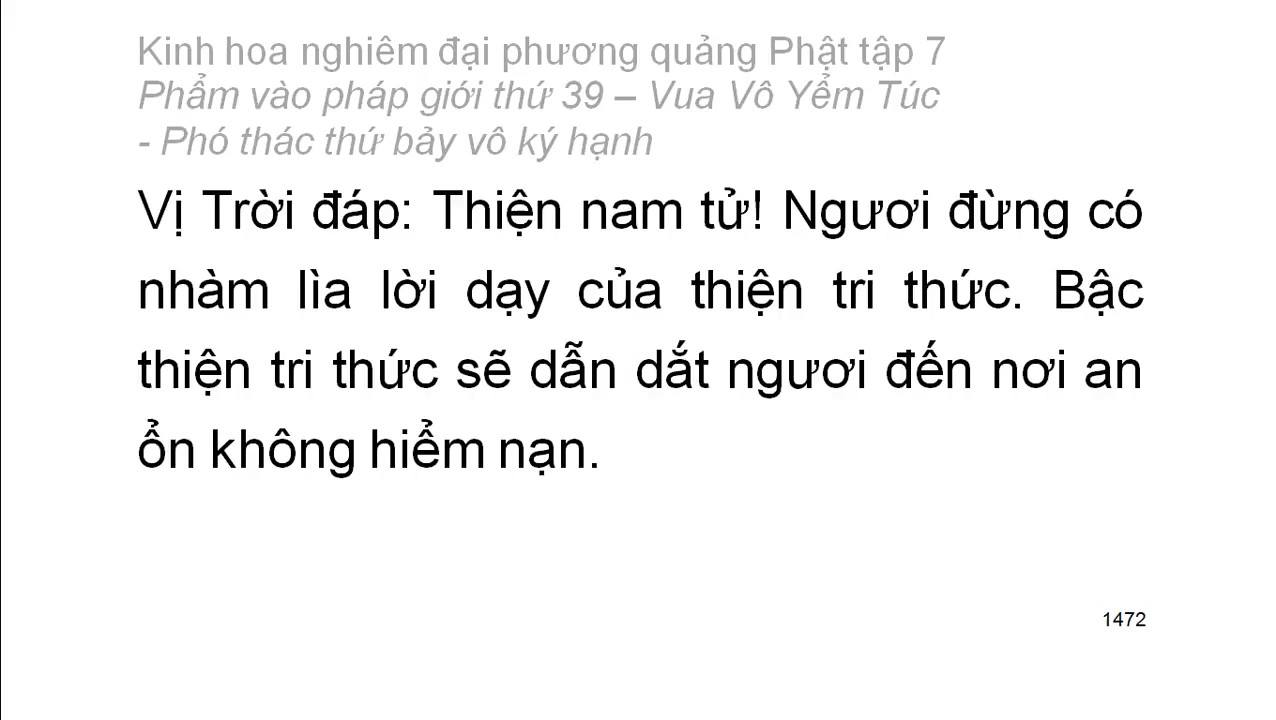 Kinh hoa nghiêm đại phương quảng Phật tập 7
Phẩm vào pháp giới thứ 39 – Vua Vô Yểm Túc
- Phó thác thứ bảy vô ký hạnh
Vị Trời đáp: Thiện nam tử! Ngươi đừng có
nhàm lìa lời dạy của thiện tri thức. Bậc
thiện tri thức sẽ dẫn dắt ngươi đến nơi an
ổn không hiểm nạn.
1472